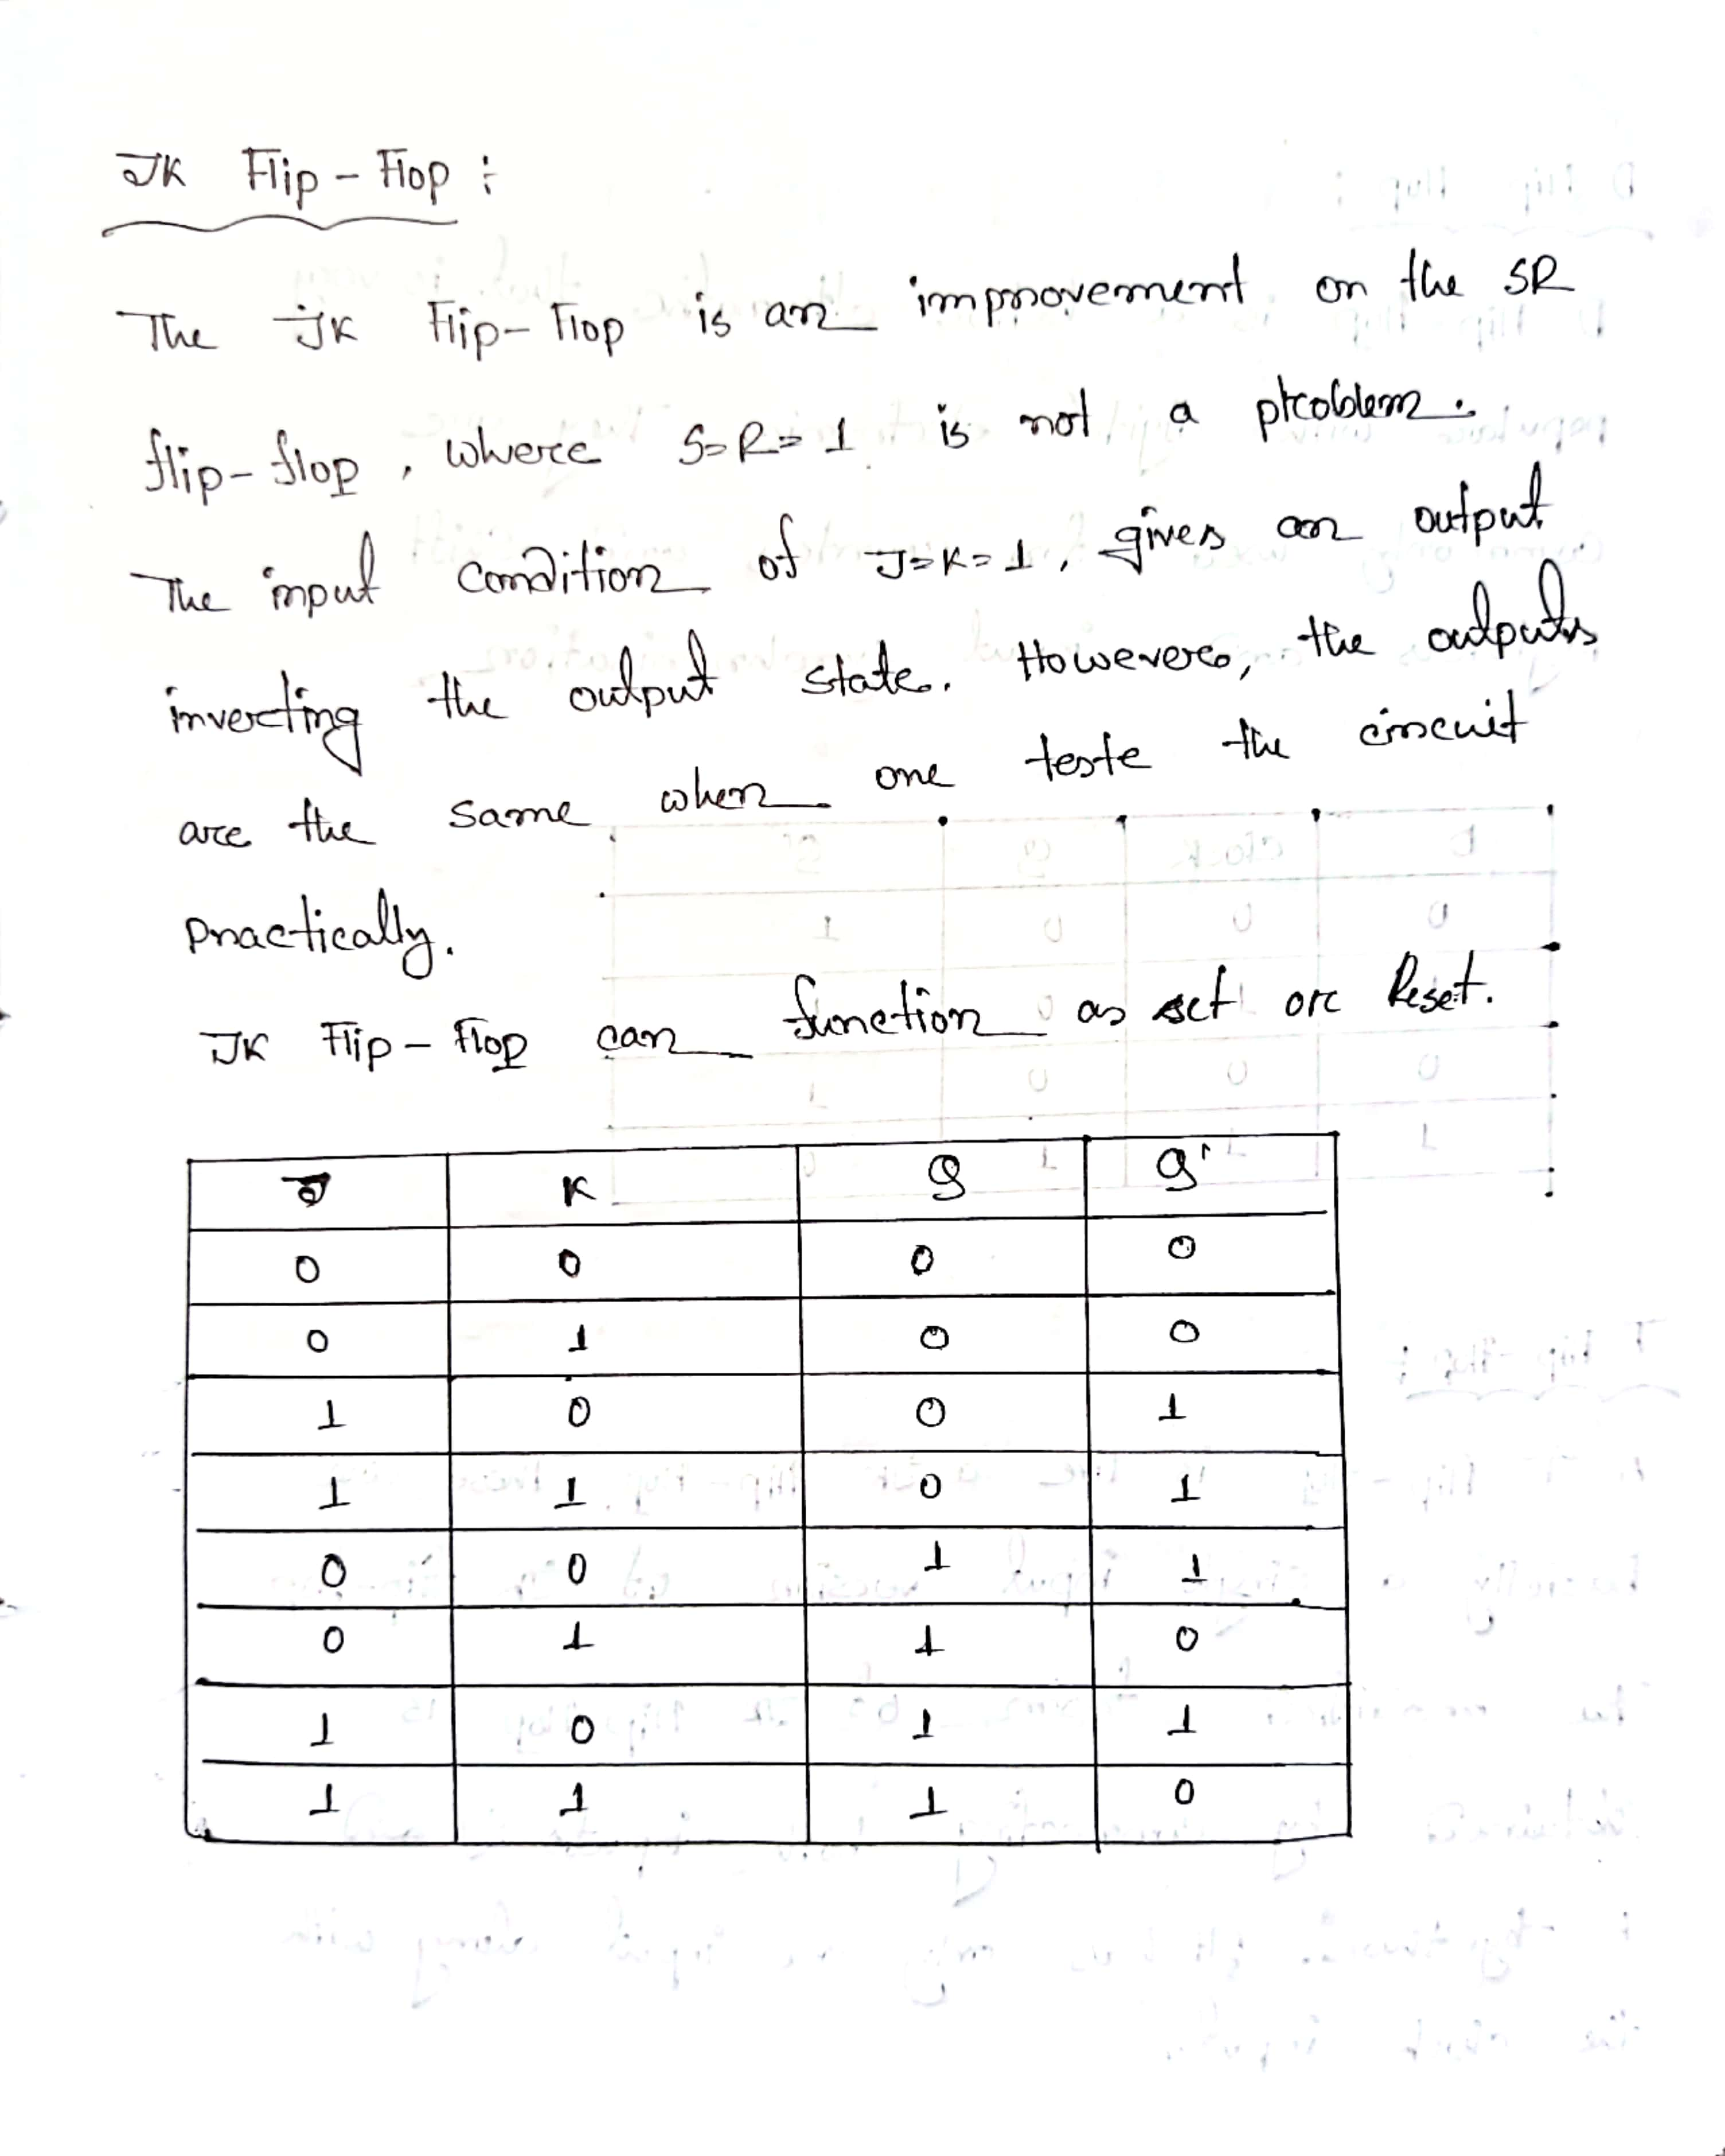 JK Flip-Flop :
The JK Flip-Flop is an improvement on the SR
flip-flop, where S=R=1 is not a problem.
The input condition of J=K=1, gives an output
inverting the output state. However, the outputs
are the same when one teste the circuit
practically.
JK Flip-Flop can function as set or Reset.
J K Q Q'
0 0 0 0
0 1 0 0
1 0 0 1
1 1 0 1
0 0 1 1
0 1 1 0
1 0 1 1
1 1 1 0